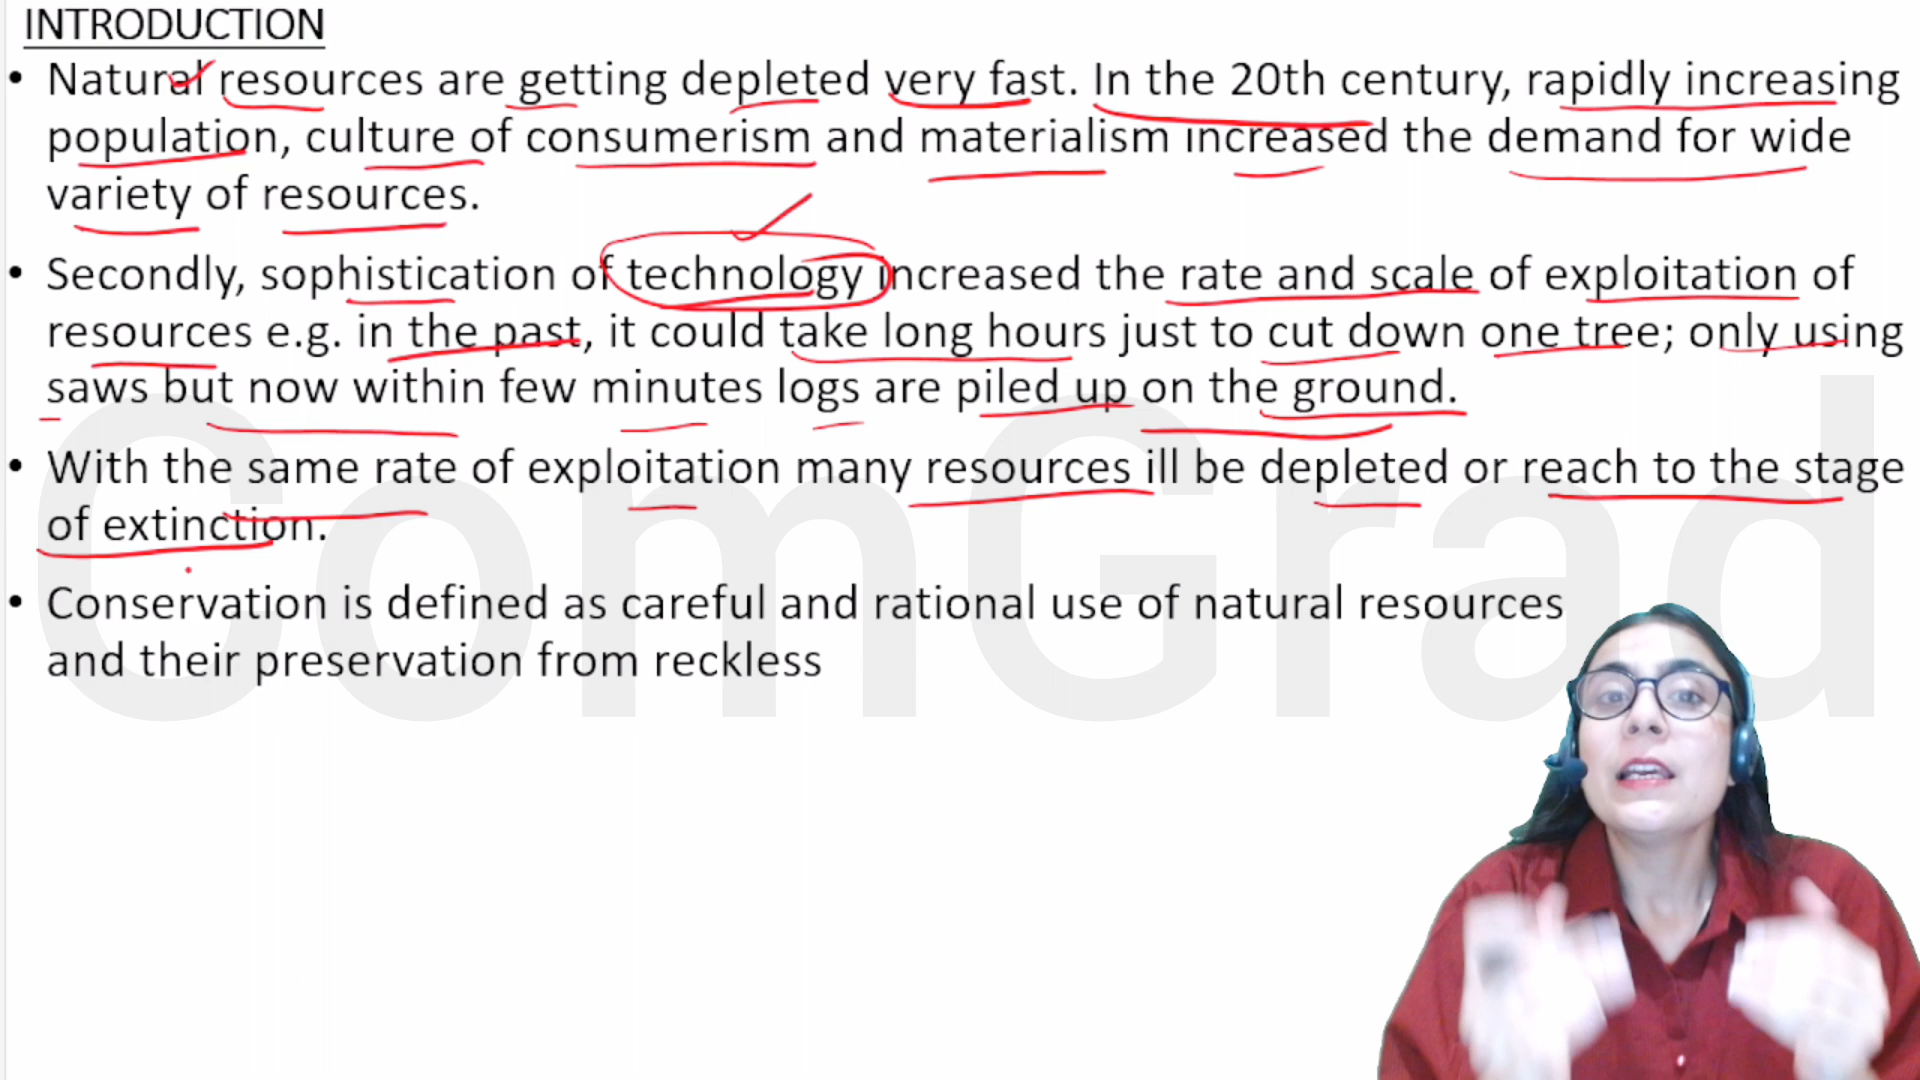 INTRODUCTION
• Natural resources are getting depleted very fast. In the 20th century, rapidly increasing
population, culture of consumerism and materialism increased the demand for wide
variety of resources.
• Secondly, sophistication of technology increased the rate and scale of exploitation of
resources e.g. in the past, it could take long hours just to cut down one tree; only using
saws but now within few minutes logs are piled up on the ground.
• With the same rate of exploitation many resources ill be depleted or reach to the stage
of extinction.
• Conservation is defined as careful and rational use of natural resources
and their preservation from reckless
ComGrad